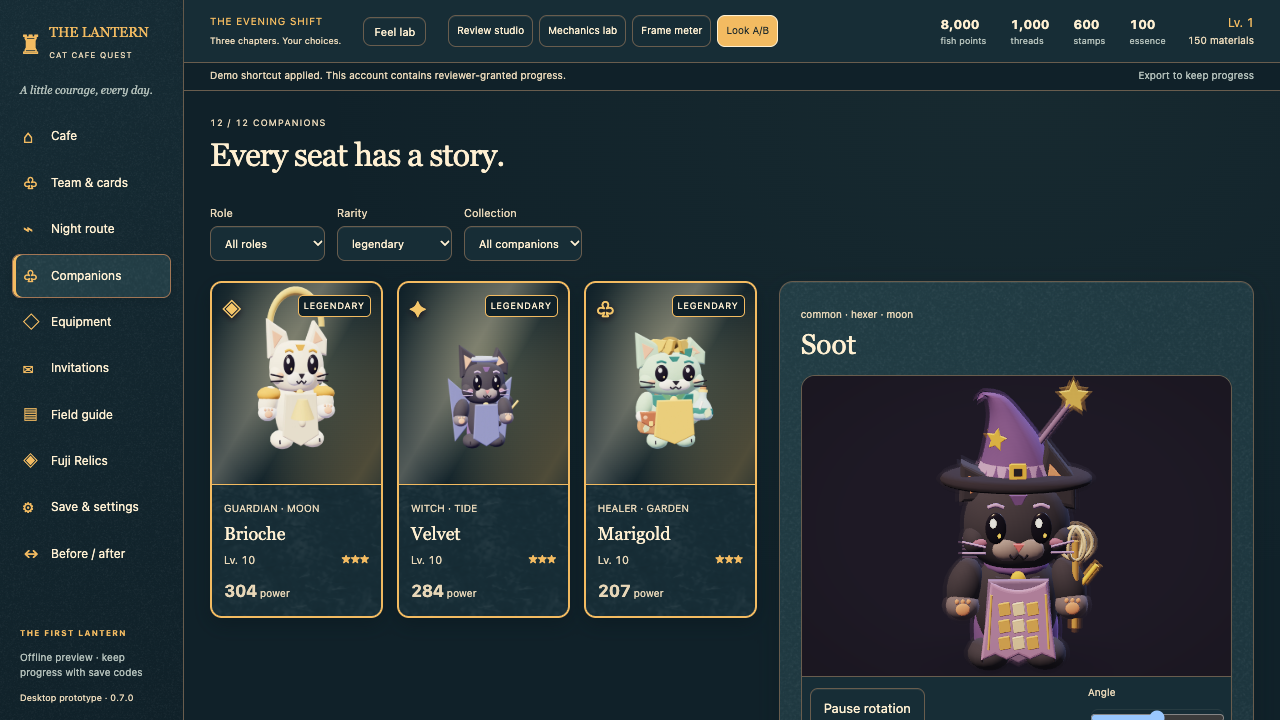 THE LANTERN
CAT CAFE QUEST
A little courage, every day.
Cafe
Team & cards
Night route
Companions
Equipment
Invitations
Field guide
Fuji Relics
Save & settings
Before / after
THE FIRST LANTERN
Offline preview · keep
progress with save codes
Desktop prototype · 0.7.0
THE EVENING SHIFT
Three chapters. Your choices.
Feel lab
Review studio
Mechanics lab
Frame meter
Look A/B
8,000
fish points
1,000
threads
600
stamps
100
essence
Lv. 1
150 materials
Demo shortcut applied. This account contains reviewer-granted progress.
Export to keep progress
12 / 12 COMPANIONS
Every seat has a story.
Role
All roles
Rarity
legendary
Collection
All companions
LEGENDARY
GUARDIAN · MOON
Brioche
Lv. 10
304 power
LEGENDARY
WITCH · TIDE
Velvet
Lv. 10
284 power
LEGENDARY
HEALER · GARDEN
Marigold
Lv. 10
207 power
common · hexer · moon
Soot
Pause rotation
Angle